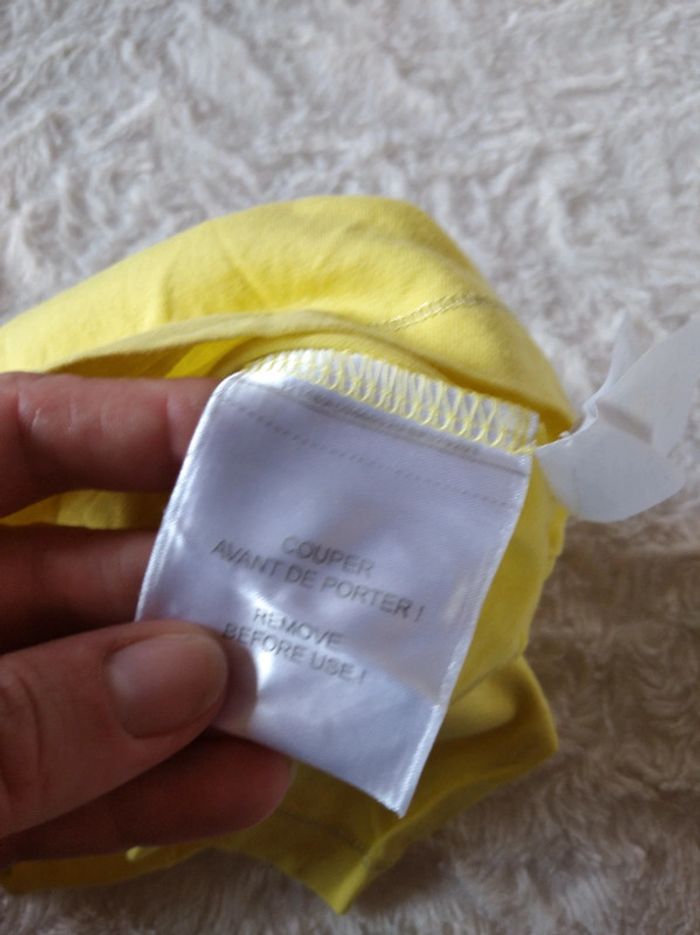 COUPER
AVANT DE PORTER !
REMOVE
BEFORE USE !